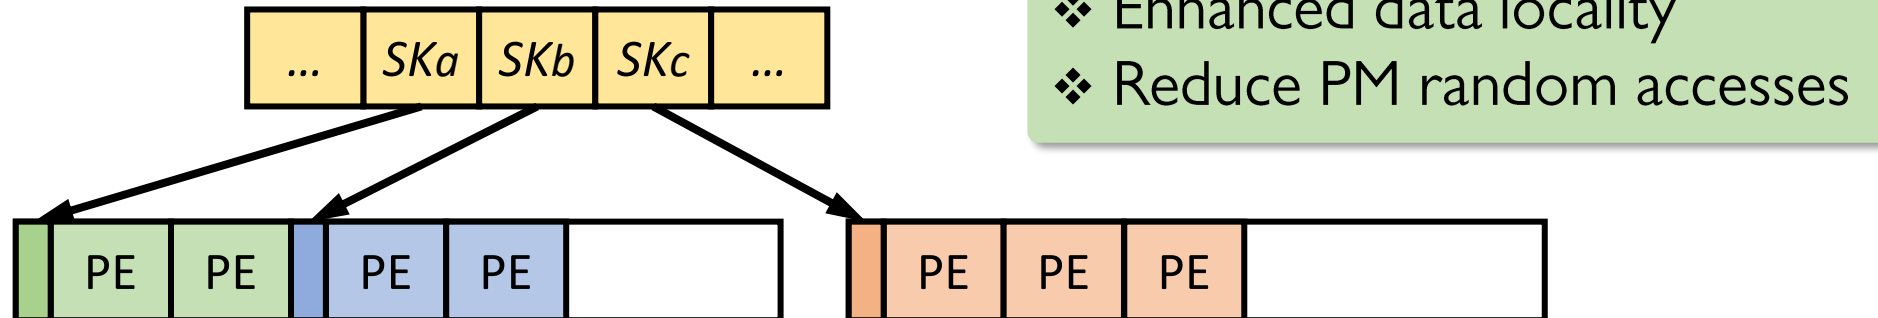 ... SKa SKb SKc ...
❖ Enhanced data locality
❖ Reduce PM random accesses
PE PE PE PE PE PE PE